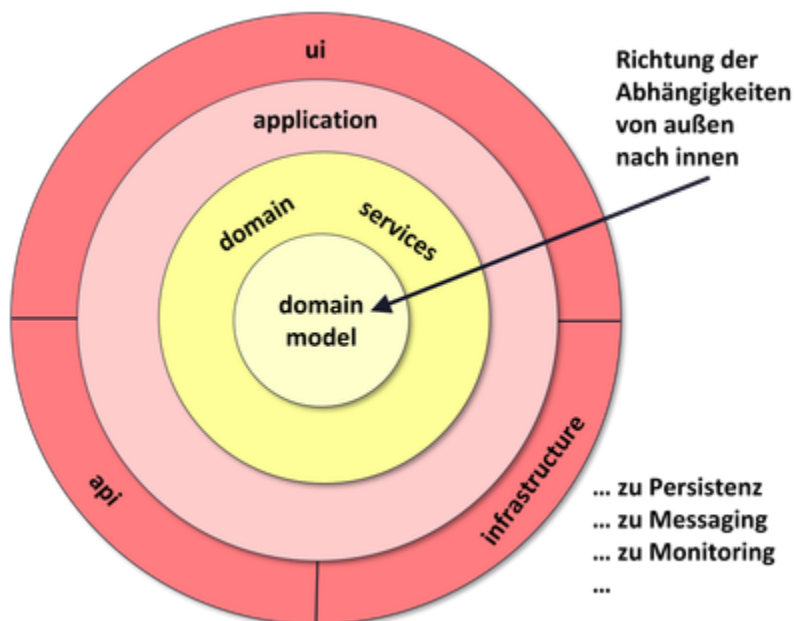 ui
Richtung der
Abhängigkeiten
von außen
nach innen
application
domain services
domain
model
api
infrastructure
... zu Persistenz
... zu Messaging
... zu Monitoring
...